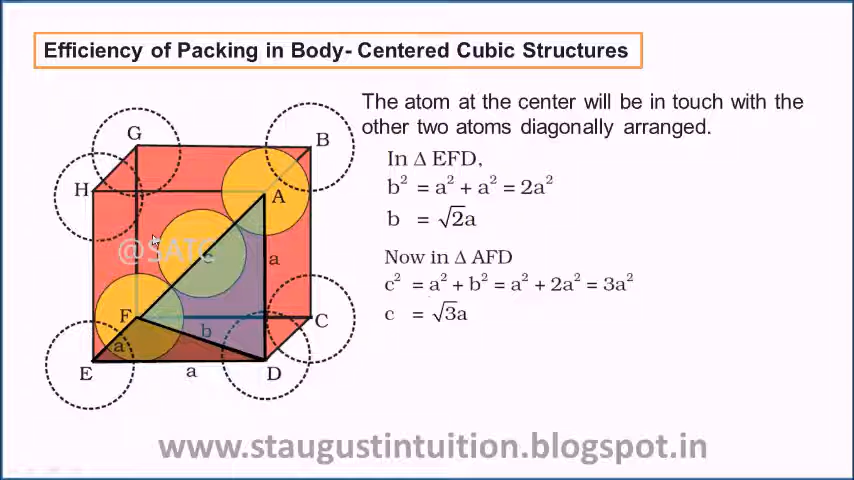 Efficiency of Packing in Body- Centered Cubic Structures
The atom at the center will be in touch with the
other two atoms diagonally arranged.
In Δ EFD,
b² = a² + a² = 2a²
b = √2a
Now in Δ AFD
c² = a² + b² = a² + 2a² = 3a²
c = √3a
G
B
H
A
@SATC
c
a
F
b
C
a
E
a
D
www.staugustintuition.blogspot.in